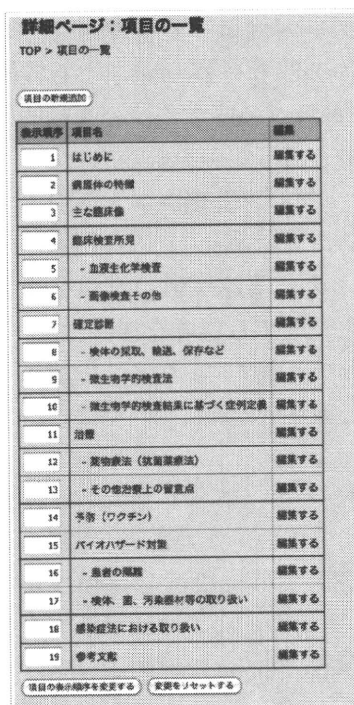 詳細ページ：項目の一覧
TOP > 項目の一覧
項目の新規追加
表示順序 項目名 編集
1 はじめに 編集する
2 病原体の特徴 編集する
3 主な臨床像 編集する
4 臨床検査所見 編集する
5 - 血液生化学検査 編集する
6 - 画像検査その他 編集する
7 確定診断 編集する
8 - 検体の採取、輸送、保存など 編集する
9 - 微生物学的検査法 編集する
10 - 微生物学的検査結果に基づく症例定義 編集する
11 治療 編集する
12 - 薬物療法（抗菌薬療法） 編集する
13 - その他治療上の留意点 編集する
14 予防（ワクチン） 編集する
15 バイオハザード対策 編集する
16 - 患者の隔離 編集する
17 - 検体、菌、汚染器材等の取り扱い 編集する
18 感染症法における取り扱い 編集する
19 参考文献 編集する
項目の表示順序を変更する 変更をリセットする